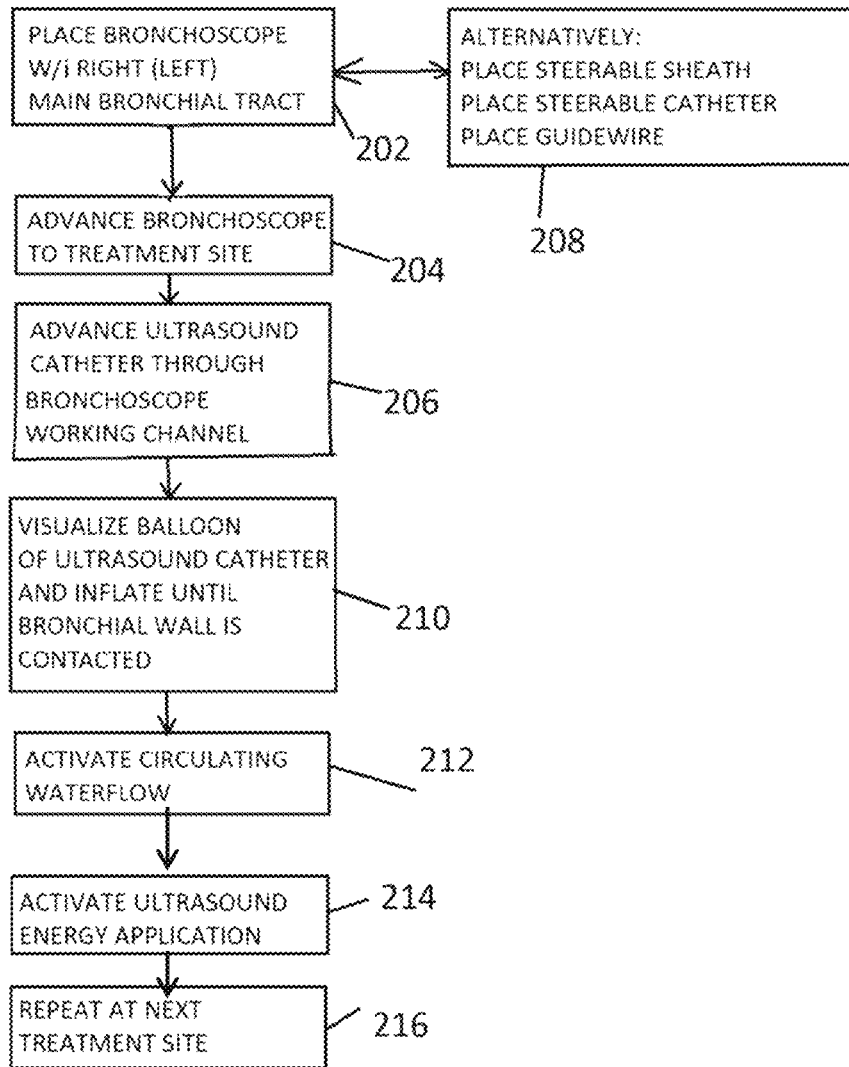 PLACE BRONCHOSCOPE
W/i RIGHT (LEFT)
MAIN BRONCHIAL TRACT
202
ALTERNATIVELY:
PLACE STEERABLE SHEATH
PLACE STEERABLE CATHETER
PLACE GUIDEWIRE
208
ADVANCE BRONCHOSCOPE
TO TREATMENT SITE
204
ADVANCE ULTRASOUND
CATHETER THROUGH
BRONCHOSCOPE
WORKING CHANNEL
206
VISUALIZE BALLOON
OF ULTRASOUND CATHETER
AND INFLATE UNTIL
BRONCHIAL WALL IS
CONTACTED
210
ACTIVATE CIRCULATING
WATERFLOW
212
ACTIVATE ULTRASOUND
ENERGY APPLICATION
214
REPEAT AT NEXT
TREATMENT SITE
216